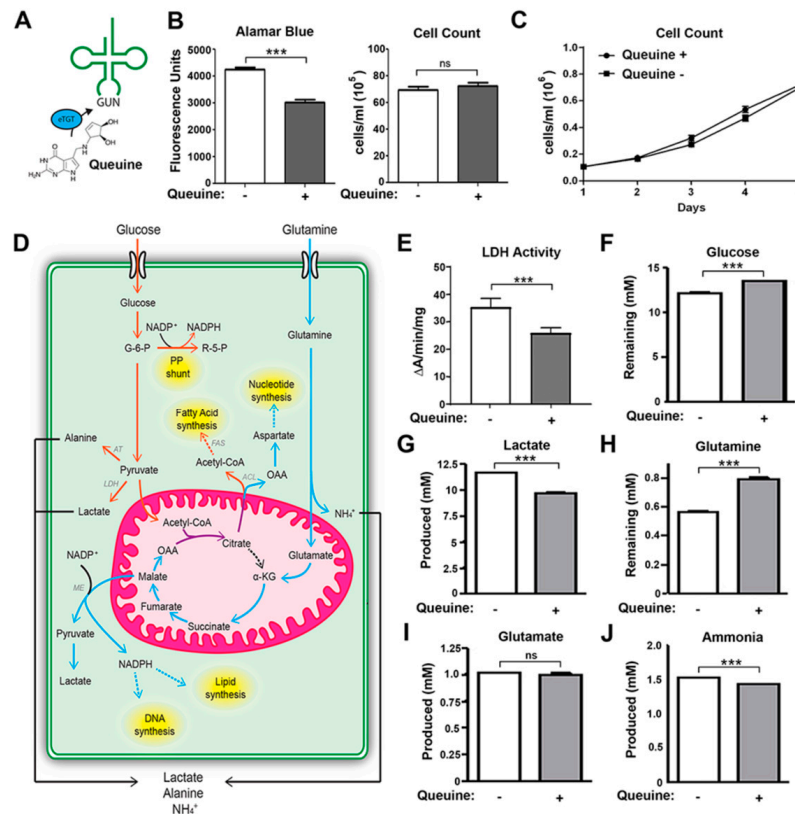 A
GUN
eTGT
Queuine
B
Alamar Blue
***
Fluorescence Units
5000
4000
3000
2000
1000
0
Queuine: - +
Cell Count
ns
cells/ml (10⁵)
100
80
60
40
20
0
- +
C
Cell Count
Queuine +
Queuine -
cells/ml (10⁶)
1.0
0.8
0.6
0.4
0.2
0.0
1 2 3 4
Days
D
Glucose
Glutamine
Glucose
NADP⁺ NADPH
G-6-P R-5-P
PP
shunt
Glutamine
Nucleotide
synthesis
Fatty Acid
synthesis
Aspartate
FAS
Alanine
AT
Acetyl-CoA
ACL
OAA
Pyruvate
LDH
Lactate
NH₄⁺
Acetyl-CoA
OAA
Citrate
Glutamate
NADP⁺
Malate
α-KG
ME
Fumarate
Succinate
Pyruvate
NADPH
Lactate
Lipid
synthesis
DNA
synthesis
Lactate
Alanine
NH₄⁺
E
LDH Activity
***
ΔA/min/mg
50
40
30
20
10
0
Queuine: - +
F
Glucose
***
Remaining (mM)
15
10
5
0
Queuine: - +
G
Lactate
***
Produced (mM)
12.5
10.0
7.5
5.0
2.5
0
Queuine: - +
H
Glutamine
***
Remaining (mM)
0.8
0.6
0.4
0.2
0
Queuine: - +
I
Glutamate
ns
Produced (mM)
1.25
1.0
0.75
0.5
0.25
0
Queuine: - +
J
Ammonia
***
Produced (mM)
2.0
1.5
1.0
0.5
0
Queuine: - +